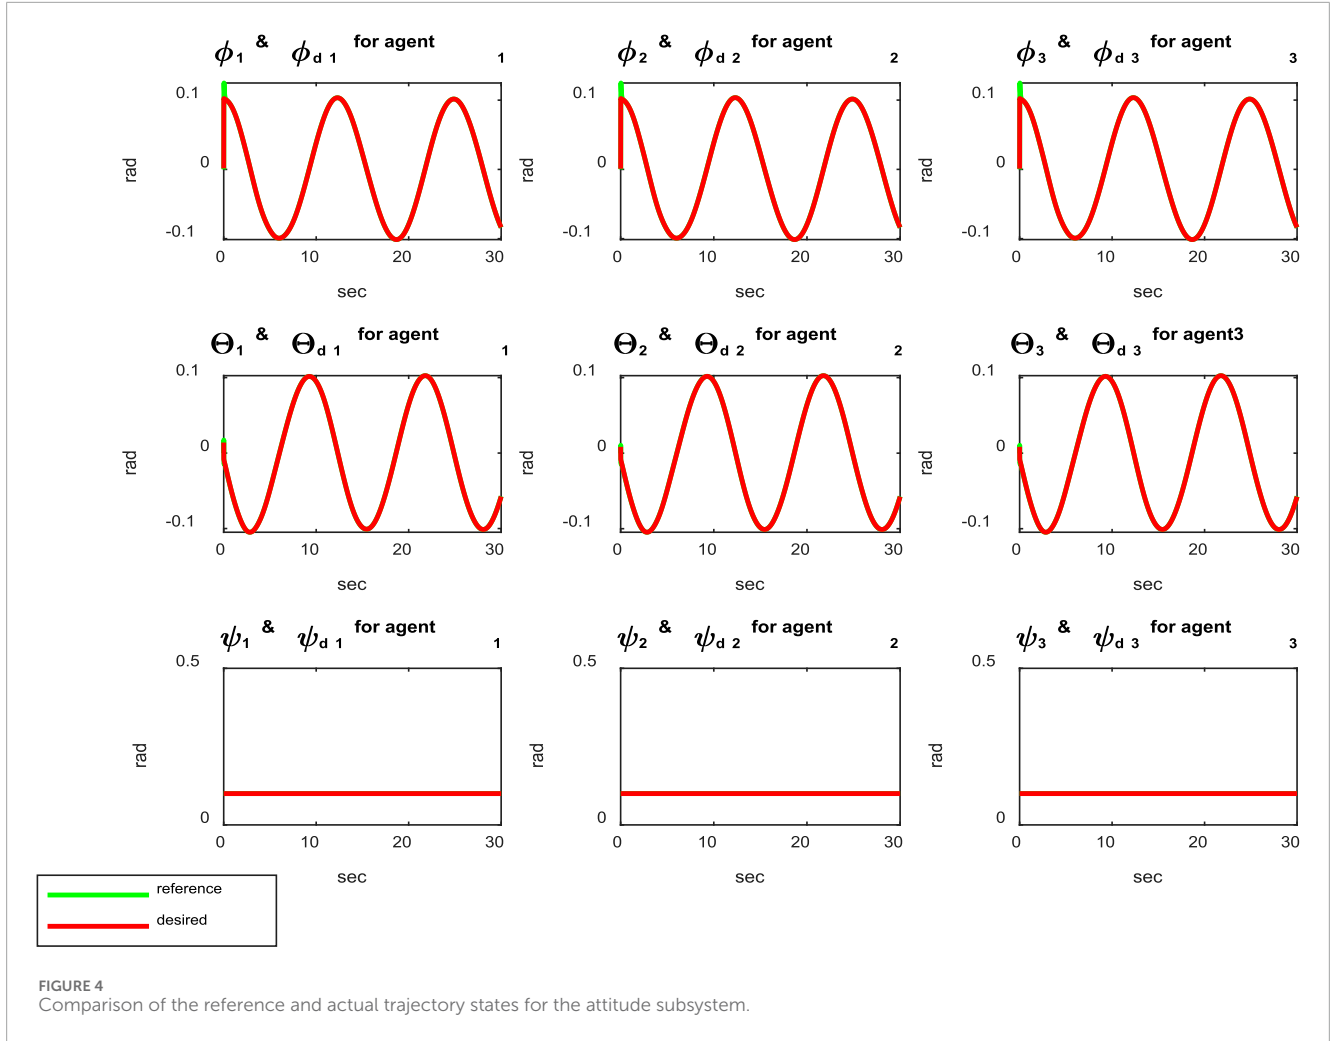 ϕ1 & ϕd 1 for agent 1
ϕ2 & ϕd 2 for agent 2
ϕ3 & ϕd 3 for agent 3
rad
0.1
0
-0.1
0 10 20 30
sec
rad
0.1
0
-0.1
0 10 20 30
sec
rad
0.1
0
-0.1
0 10 20 30
sec
Θ1 & Θd 1 for agent 1
Θ2 & Θd 2 for agent 2
Θ3 & Θd 3 for agent3
rad
0.1
0
-0.1
0 10 20 30
sec
rad
0.1
0
-0.1
0 10 20 30
sec
rad
0.1
0
-0.1
0 10 20 30
sec
ψ1 & ψd 1 for agent 1
ψ2 & ψd 2 for agent 2
ψ3 & ψd 3 for agent 3
rad
0.5
0
0 10 20 30
sec
rad
0.5
0
0 10 20 30
sec
rad
0.5
0
0 10 20 30
sec
reference
desired
FIGURE 4
Comparison of the reference and actual trajectory states for the attitude subsystem.